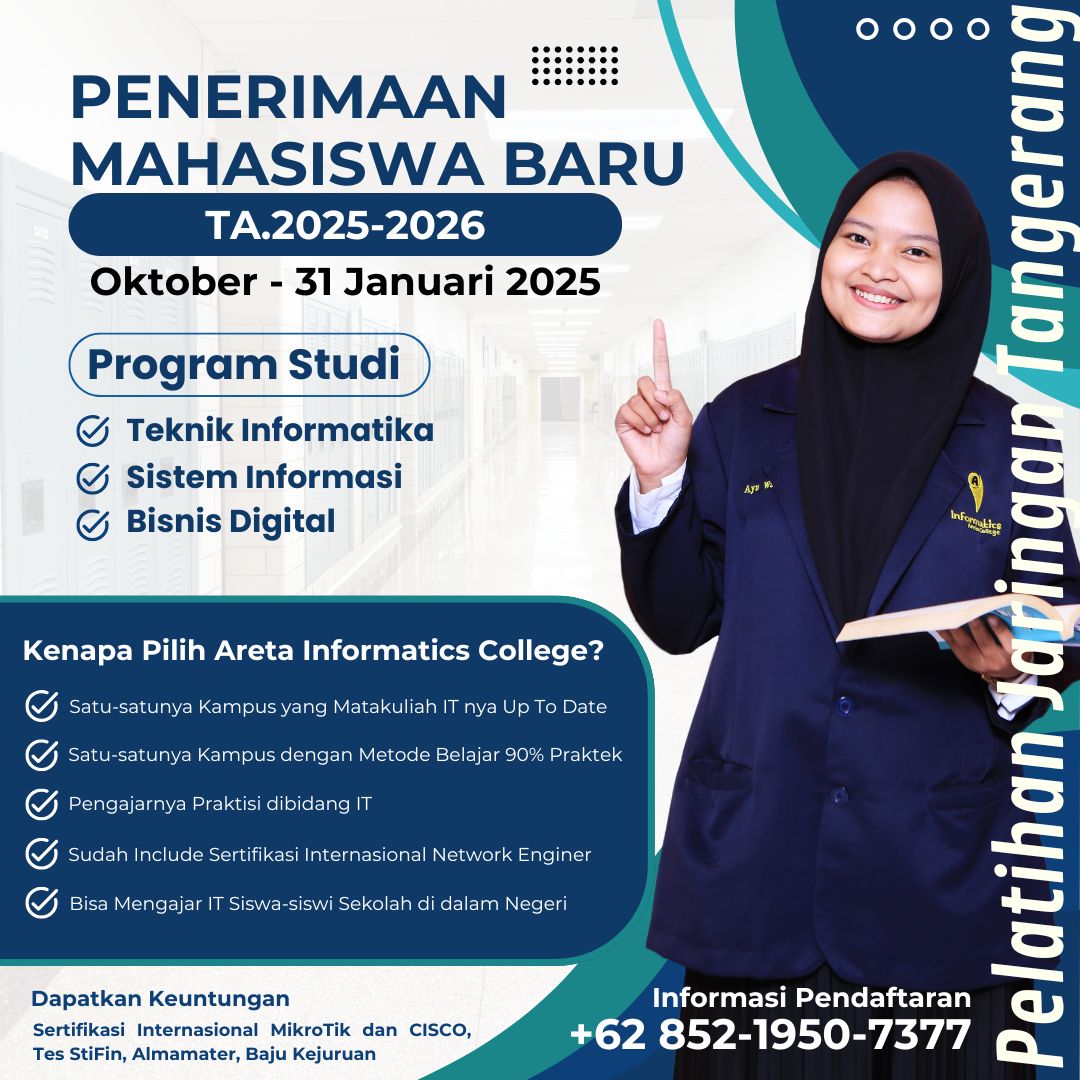 PENERIMAAN
MAHASISWA BARU
TA.2025-2026
Oktober - 31 Januari 2025
Program Studi
Teknik Informatika
Sistem Informasi
Bisnis Digital
Kenapa Pilih Areta Informatics College?
Satu-satunya Kampus yang Matakuliah IT nya Up To Date
Satu-satunya Kampus dengan Metode Belajar 90% Praktek
Pengajarnya Praktisi dibidang IT
Sudah Include Sertifikasi Internasional Network Enginer
Bisa Mengajar IT Siswa-siswi Sekolah di dalam Negeri
Dapatkan Keuntungan
Sertifikasi Internasional MikroTik dan CISCO,
Tes StiFin, Almamater, Baju Kejuruan
Informasi Pendaftaran
+62 852-1950-7377
Pelatihan Jaringan Tangerang
Ayu
Informatics
Areta College